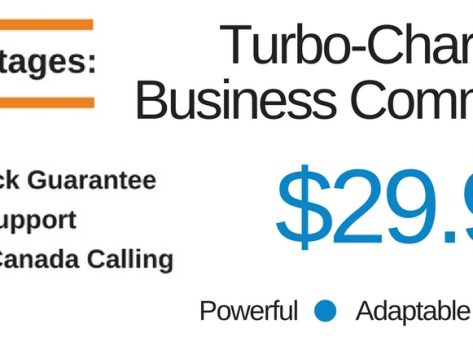 tages:
Turbo-Char
Business Comm
ck Guarantee
upport
Canada Calling
$29.9
Powerful
Adaptable